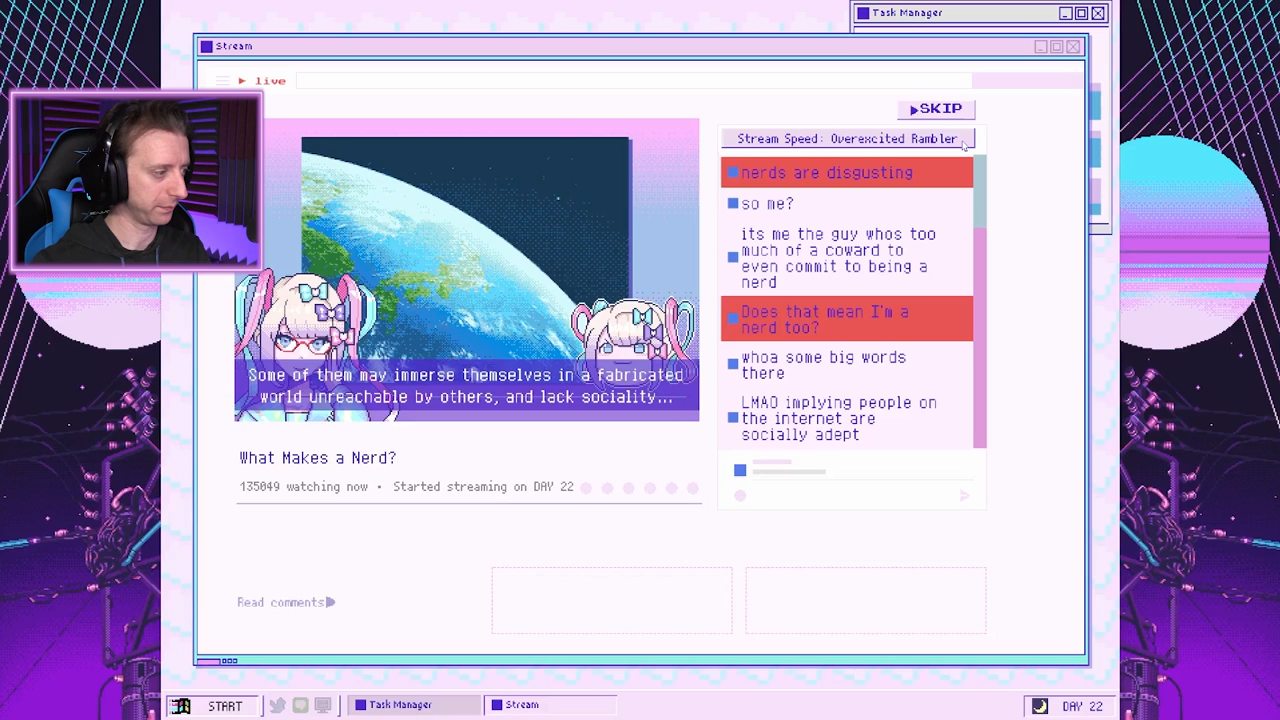 Task Manager
Stream
live
SKIP
Stream Speed: Overexcited Rambler
nerds are disgusting
so me?
its me the guy whos too
much of a coward to
even commit to being a
nerd
Does that mean I'm a
nerd too?
whoa some big words
there
LMAO implying people on
the internet are
socially adept
Some of them may immerse themselves in a fabricated
world unreachable by others, and lack sociality...
What Makes a Nerd?
135049 watching now • Started streaming on DAY 22
Read comments
START
Task Manager
Stream
DAY 22